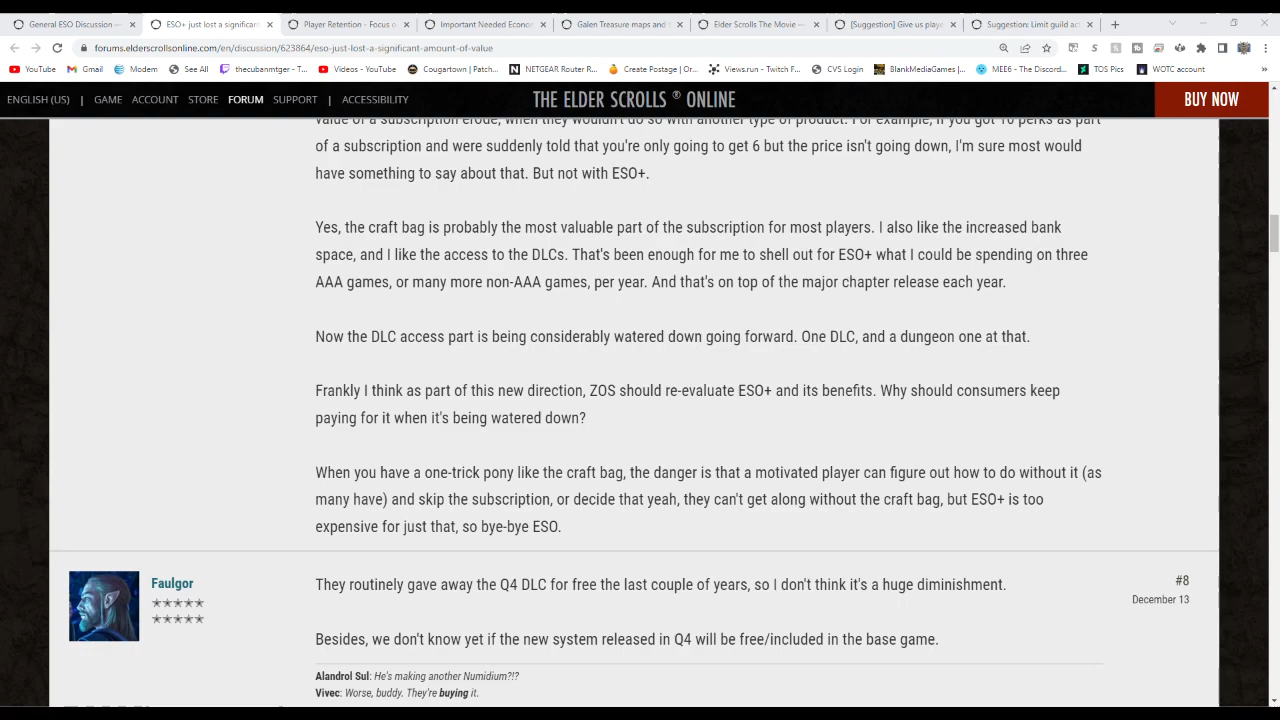 General ESO Discussion —
ESO+ just lost a significant
Player Retention - Focus o
Important Needed Econo
Galen Treasure maps and
Elder Scrolls The Movie —
[Suggestion] Give us playe
Suggestion: Limit guild ac
forums.elderscrollsonline.com/en/discussion/623864/eso-just-lost-a-significant-amount-of-value
YouTube
Gmail
Modem
See All
thecubanmtger - T...
Videos - YouTube
Cougartown | Patch...
NETGEAR Router R...
Create Postage | Or...
Views.run - Twitch F...
CVS Login
BlankMediaGames |...
MEE6 - The Discord...
TOS Pics
WOTC account
»
ENGLISH (US) | GAME ACCOUNT STORE FORUM SUPPORT | ACCESSIBILITY
THE ELDER SCROLLS ® ONLINE
BUY NOW
value of a subscription erode, when they wouldn't do so with another type of product. For example, if you got 10 perks as part
of a subscription and were suddenly told that you're only going to get 6 but the price isn't going down, I'm sure most would
have something to say about that. But not with ESO+.
Yes, the craft bag is probably the most valuable part of the subscription for most players. I also like the increased bank
space, and I like the access to the DLCs. That's been enough for me to shell out for ESO+ what I could be spending on three
AAA games, or many more non-AAA games, per year. And that's on top of the major chapter release each year.
Now the DLC access part is being considerably watered down going forward. One DLC, and a dungeon one at that.
Frankly I think as part of this new direction, ZOS should re-evaluate ESO+ and its benefits. Why should consumers keep
paying for it when it's being watered down?
When you have a one-trick pony like the craft bag, the danger is that a motivated player can figure out how to do without it (as
many have) and skip the subscription, or decide that yeah, they can't get along without the craft bag, but ESO+ is too
expensive for just that, so bye-bye ESO.
Faulgor
They routinely gave away the Q4 DLC for free the last couple of years, so I don't think it's a huge diminishment.
#8
December 13
Besides, we don't know yet if the new system released in Q4 will be free/included in the base game.
Alandrol Sul: He's making another Numidium?!?
Vivec: Worse, buddy. They're buying it.